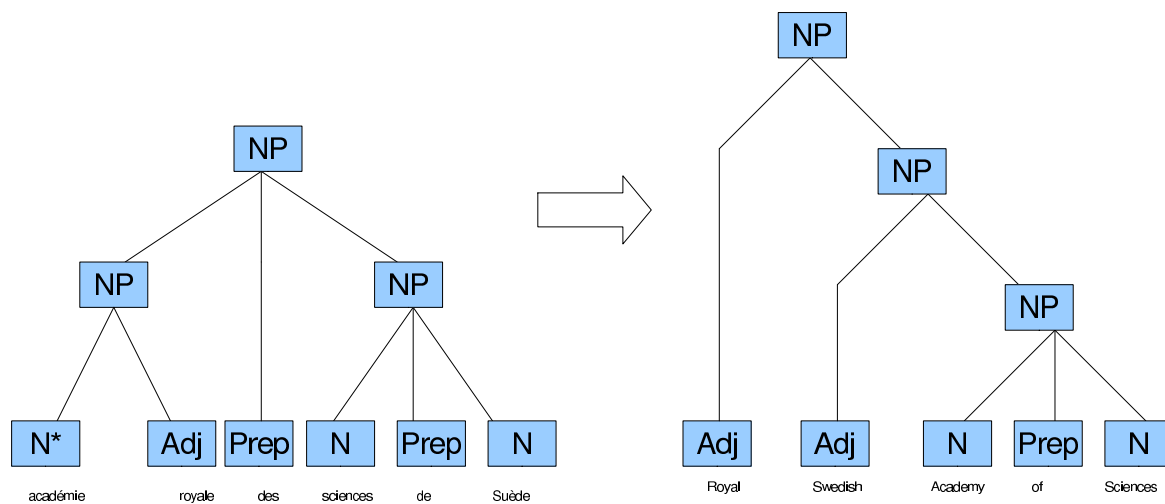 NP
NP
NP
NP
NP
NP
N* Adj Prep N Prep N
Adj Adj N Prep N
académie royale des sciences de Suède
Royal Swedish Academy of Sciences